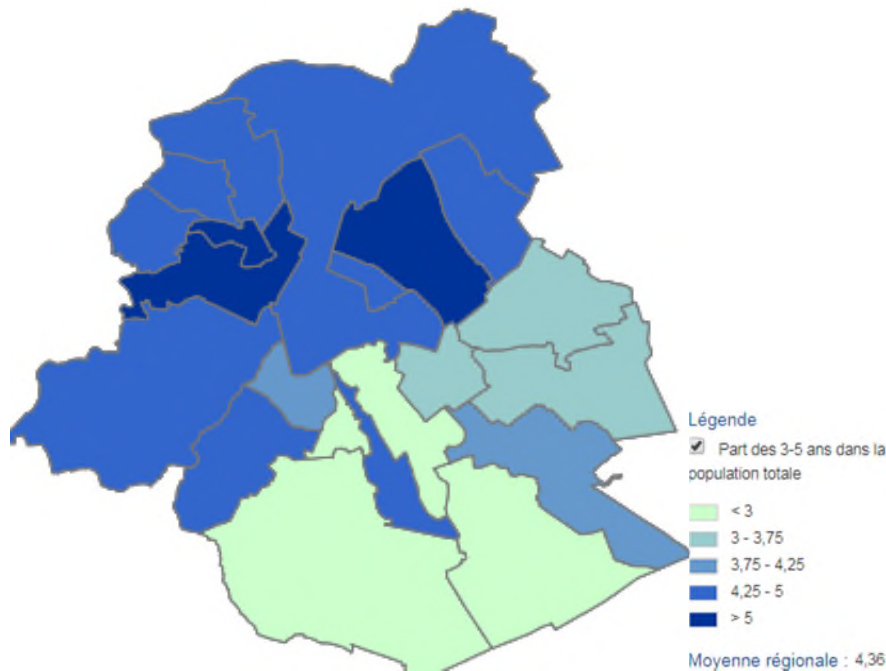 Légende
Part des 3-5 ans dans la
population totale
< 3
3 - 3,75
3,75 - 4,25
4,25 - 5
> 5
Moyenne régionale : 4,36